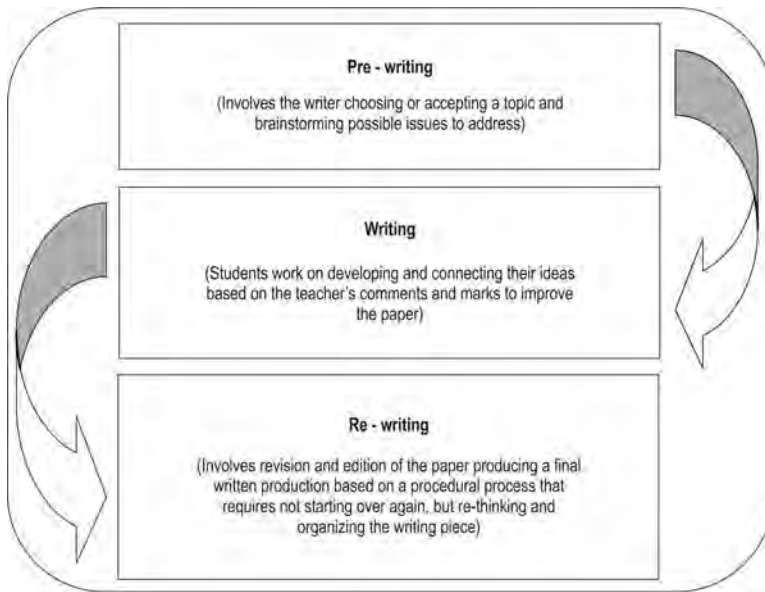 Pre - writing
(Involves the writer choosing or accepting a topic and
brainstorming possible issues to address)
Writing
(Students work on developing and connecting their ideas
based on the teacher's comments and marks to improve
the paper)
Re - writing
(Involves revision and edition of the paper producing a final
written production based on a procedural process that
requires not starting over again, but re-thinking and
organizing the writing piece)